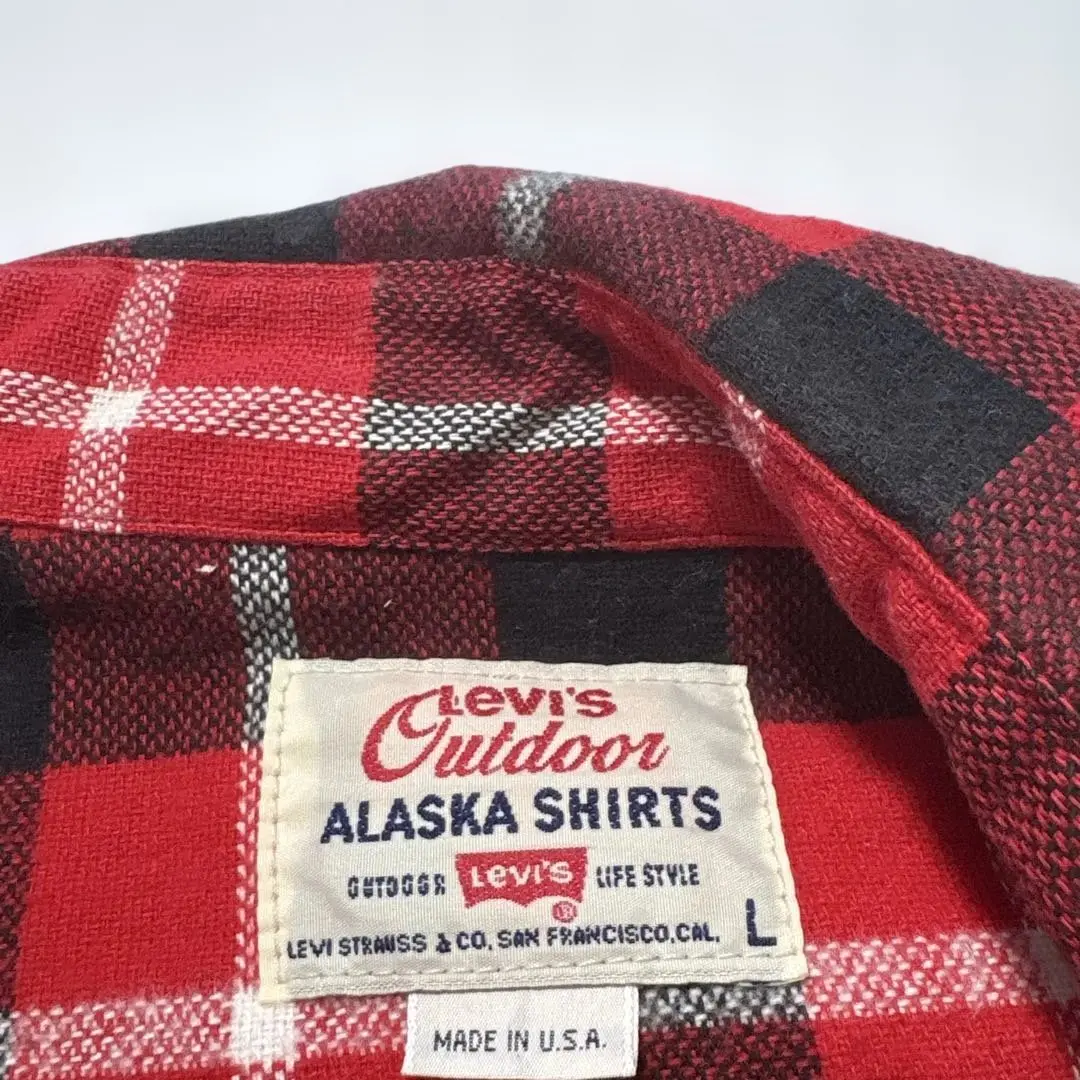 Levi's
Outdoor
ALASKA SHIRTS
OUTDOOR Levi's LIFE STYLE
®
LEVI STRAUSS & CO. SAN FRANCISCO, CAL. L
MADE IN U.S.A.